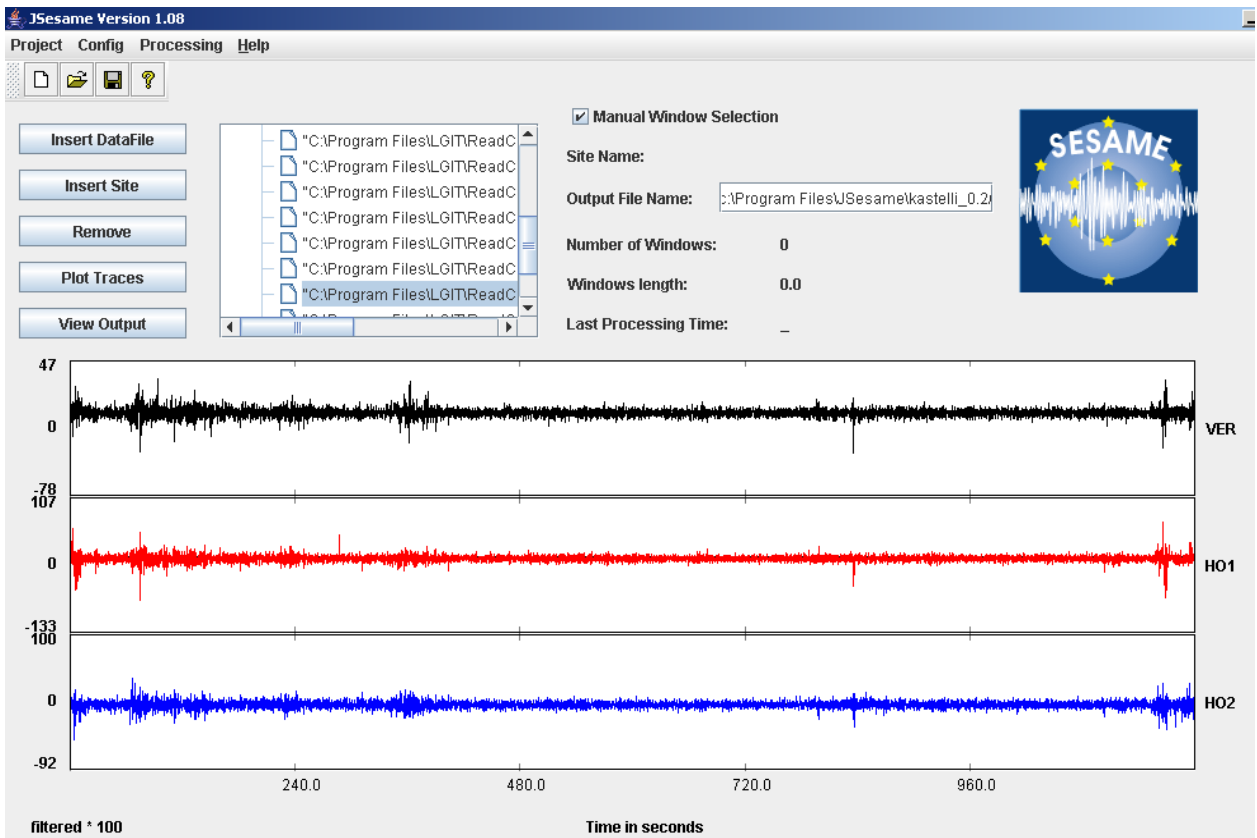 JSesame Version 1.08
Project Config Processing Help
Insert DataFile
Insert Site
Remove
Plot Traces
View Output
"C:\Program Files\LGIT\ReadC
"C:\Program Files\LGIT\ReadC
"C:\Program Files\LGIT\ReadC
"C:\Program Files\LGIT\ReadC
"C:\Program Files\LGIT\ReadC
"C:\Program Files\LGIT\ReadC
"C:\Program Files\LGIT\ReadC
Manual Window Selection
Site Name:
Output File Name: :\Program Files\JSesame\kastelli_0.2\
Number of Windows: 0
Windows length: 0.0
Last Processing Time: _
SESAME
47
0
-78
VER
107
0
-133
HO1
100
0
-92
HO2
240.0 480.0 720.0 960.0
filtered * 100 Time in seconds